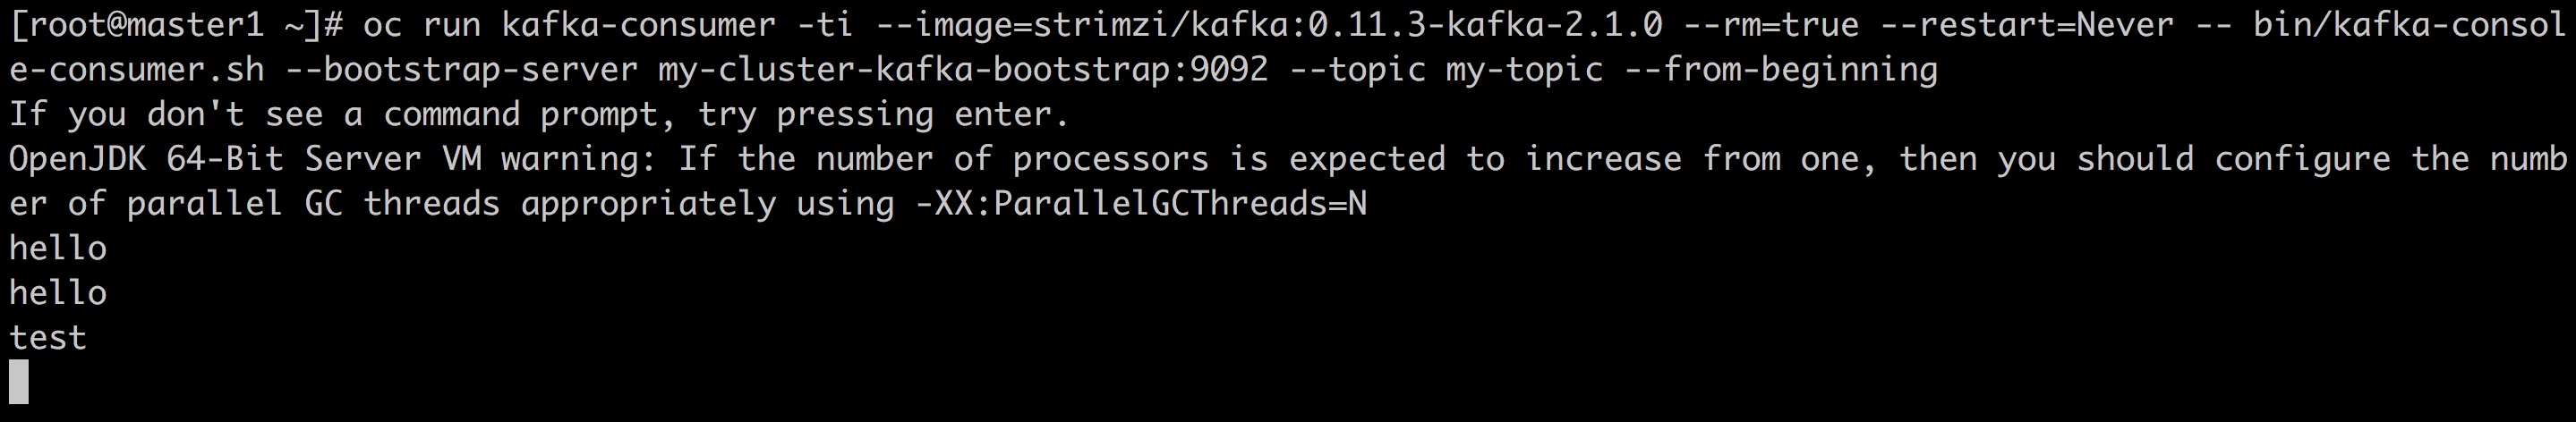 [root@master1 ~]# oc run kafka-consumer -ti --image=strimzi/kafka:0.11.3-kafka-2.1.0 --rm=true --restart=Never -- bin/kafka-consol
e-consumer.sh --bootstrap-server my-cluster-kafka-bootstrap:9092 --topic my-topic --from-beginning
If you don't see a command prompt, try pressing enter.
OpenJDK 64-Bit Server VM warning: If the number of processors is expected to increase from one, then you should configure the numb
er of parallel GC threads appropriately using -XX:ParallelGCThreads=N
hello
hello
test